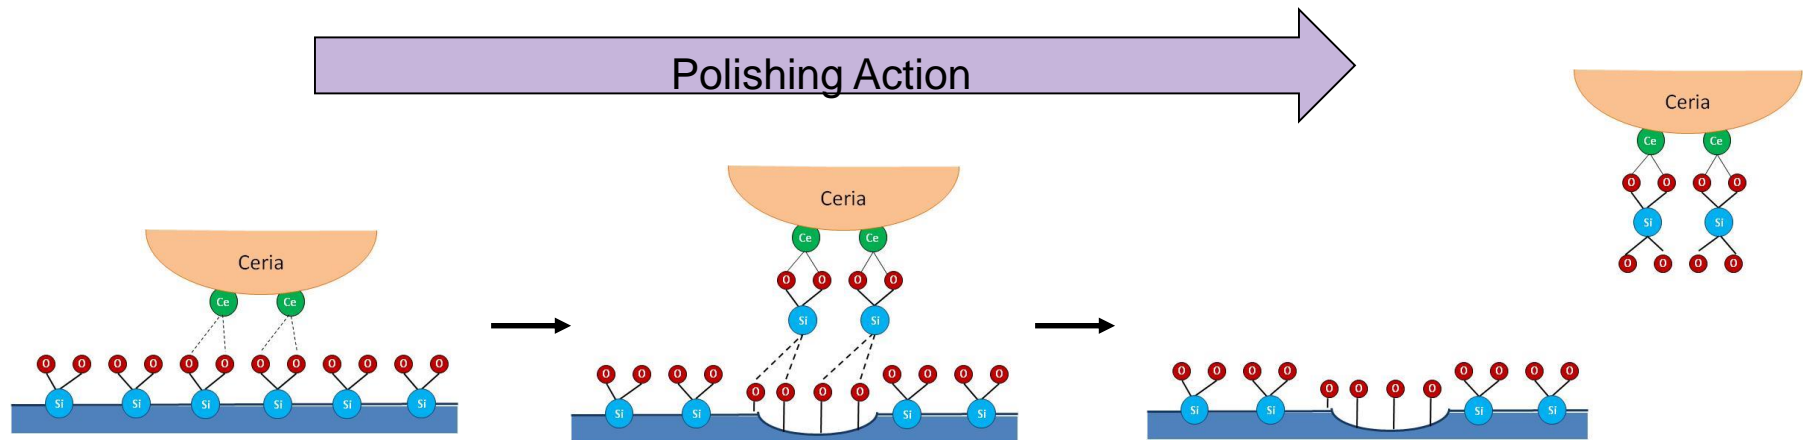 Polishing Action
Ceria
Ce Ce
O O O O O O O O O O O O
Si Si Si Si Si Si
Ceria
Ce Ce
O O O O
Si Si
O O O O O O O O
O O O O
Si Si Si Si
Ceria
Ce Ce
O O O O
Si Si
O O O O
O O O O O O O O
O O O O
Si Si Si Si